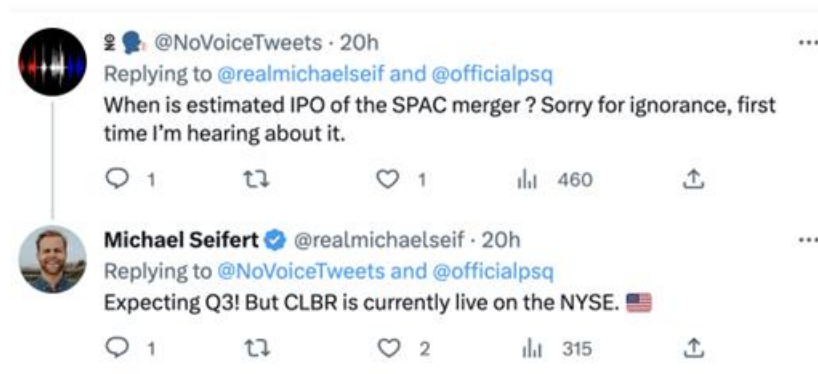 NO 🗣️ @NoVoiceTweets · 20h
Replying to @realmichaelseif and @officialpsq
When is estimated IPO of the SPAC merger ? Sorry for ignorance, first
time I'm hearing about it.
1 1 460
Michael Seifert @realmichaelseif · 20h
Replying to @NoVoiceTweets and @officialpsq
Expecting Q3! But CLBR is currently live on the NYSE. 🇺🇸
1 2 315